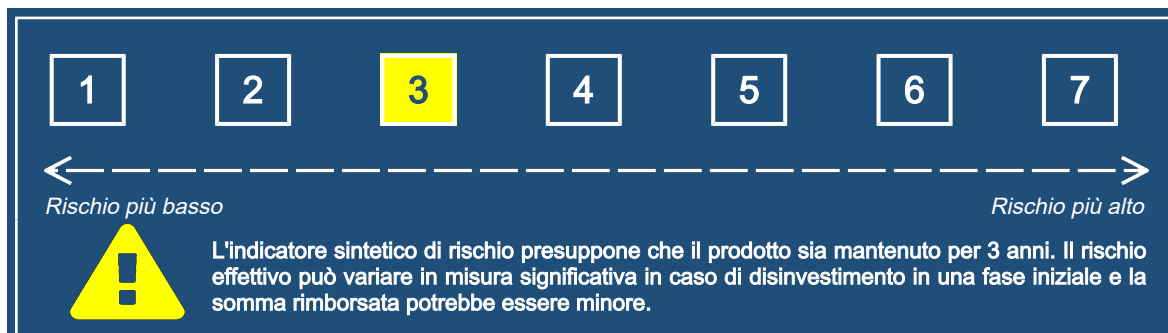 1 2 3 4 5 6 7
Rischio più basso Rischio più alto
L'indicatore sintetico di rischio presuppone che il prodotto sia mantenuto per 3 anni. Il rischio
effettivo può variare in misura significativa in caso di disinvestimento in una fase iniziale e la
somma rimborsata potrebbe essere minore.